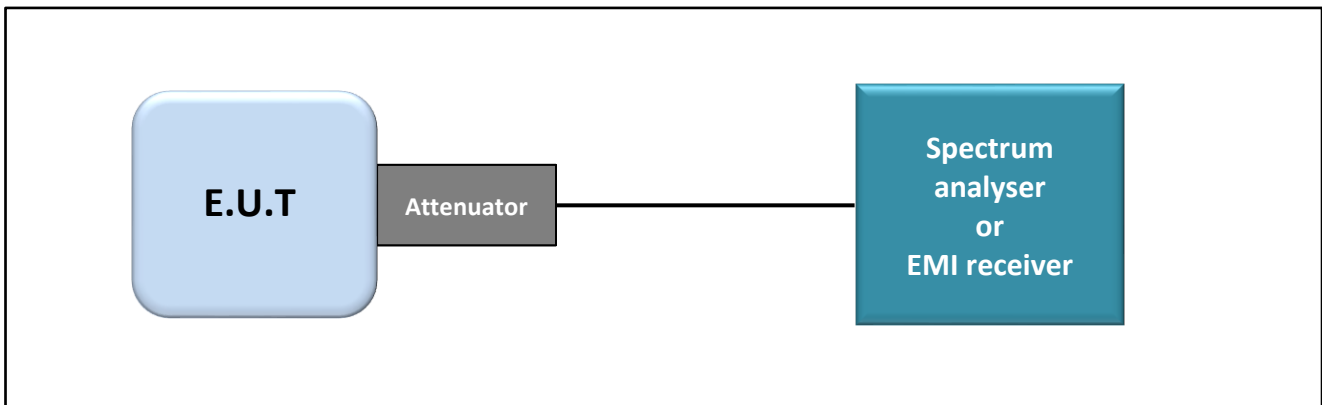 E.U.T
Attenuator
Spectrum
analyser
or
EMI receiver